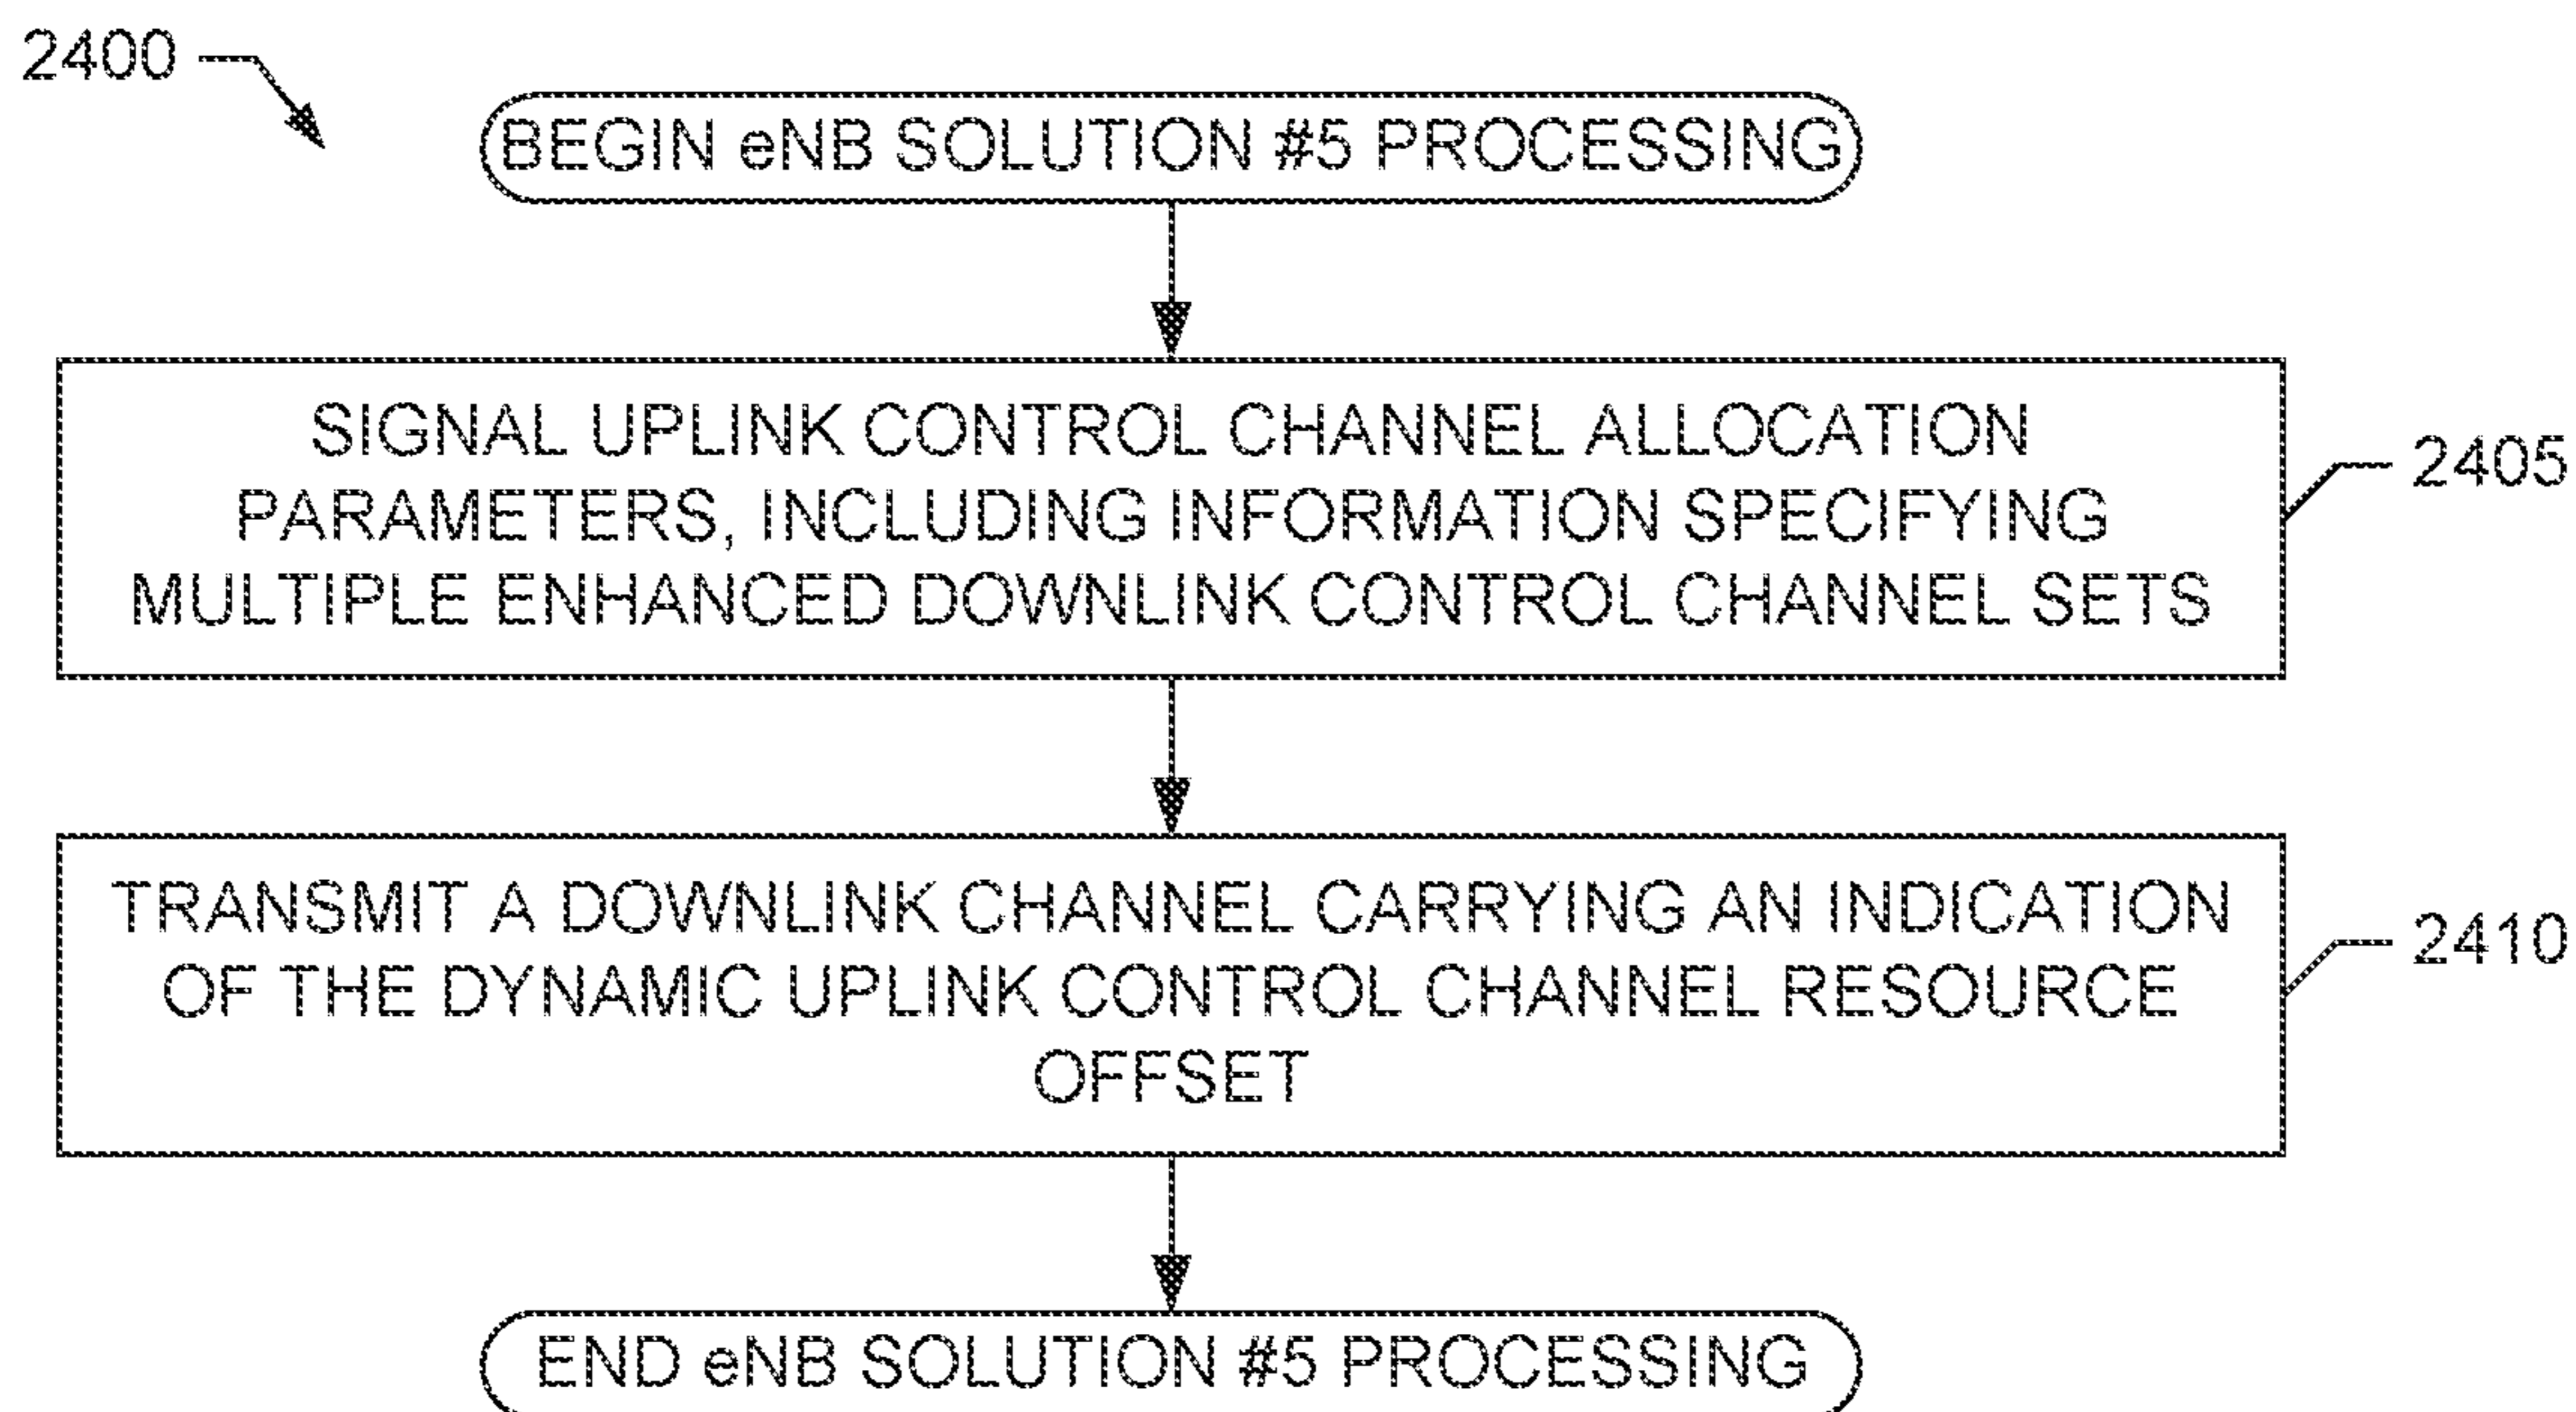 2400
BEGIN eNB SOLUTION #5 PROCESSING
SIGNAL UPLINK CONTROL CHANNEL ALLOCATION
PARAMETERS, INCLUDING INFORMATION SPECIFYING
MULTIPLE ENHANCED DOWNLINK CONTROL CHANNEL SETS
2405
TRANSMIT A DOWNLINK CHANNEL CARRYING AN INDICATION
OF THE DYNAMIC UPLINK CONTROL CHANNEL RESOURCE
OFFSET
2410
END eNB SOLUTION #5 PROCESSING